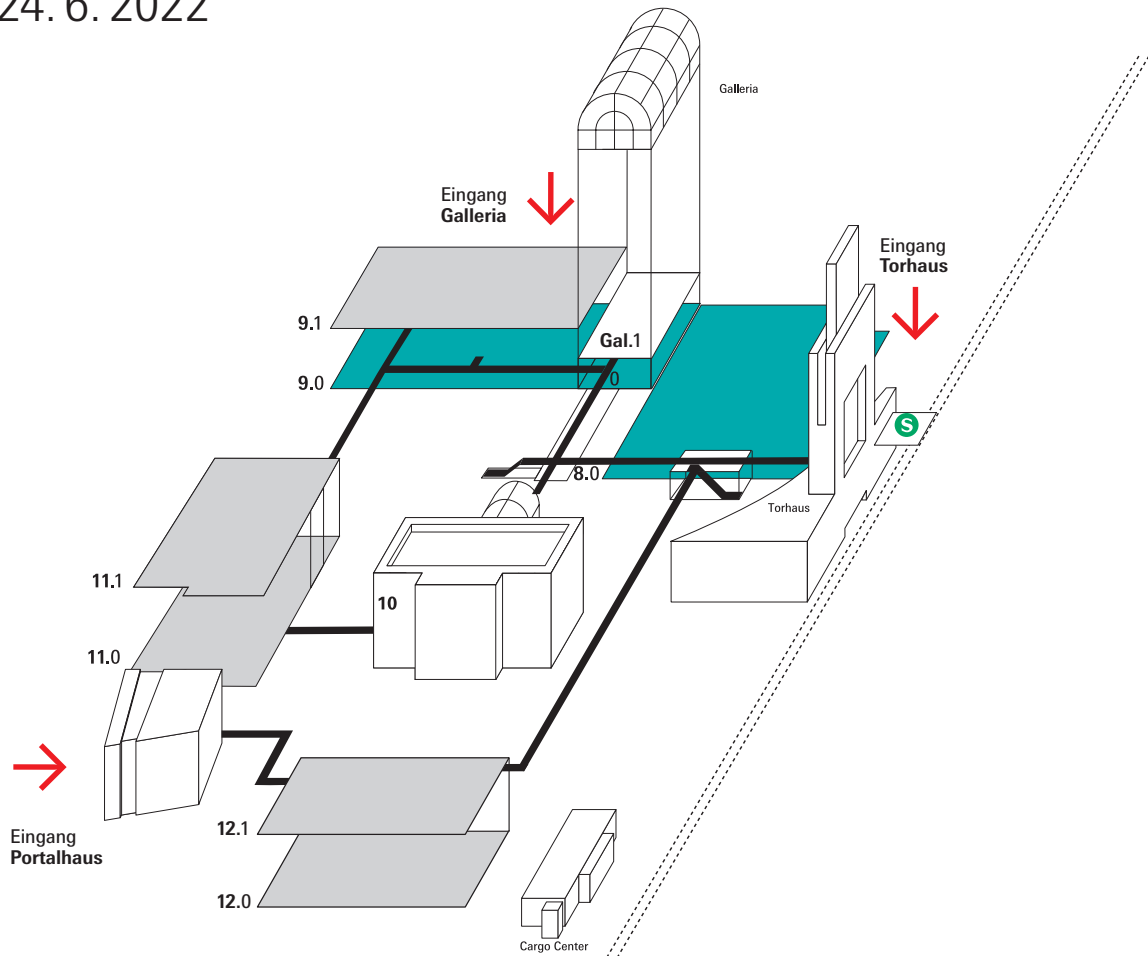 24. 6. 2022
Galleria
Eingang
Galleria
Eingang
Torhaus
9.1
Gal.1
9.0
0
S
8.0
Torhaus
11.1
10
11.0
Eingang
Portalhaus
12.1
12.0
Cargo Center